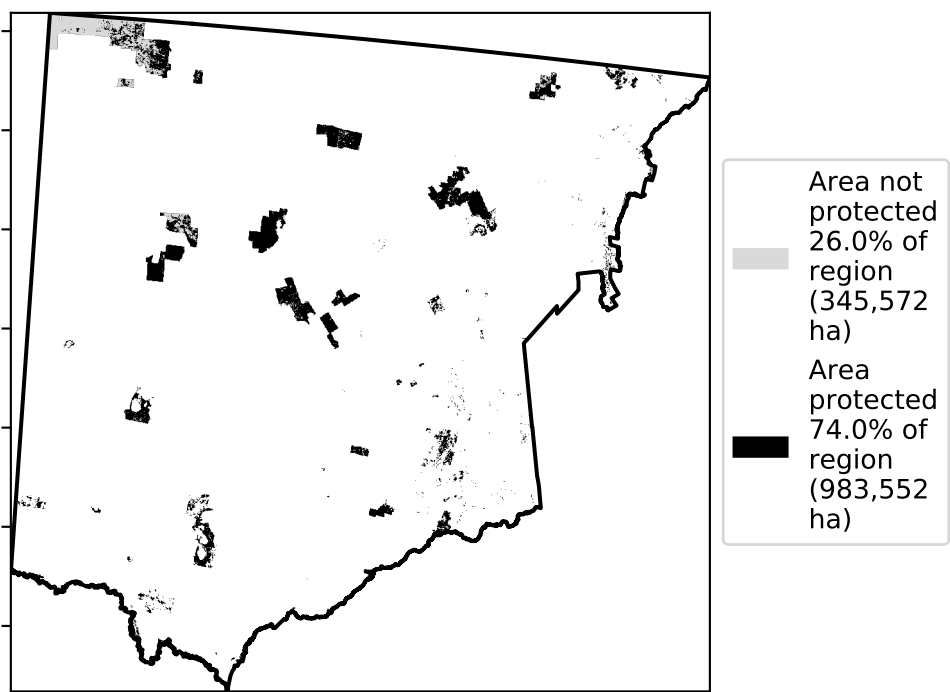 Area not
protected
26.0% of
region
(345,572
ha)
Area
protected
74.0% of
region
(983,552
ha)